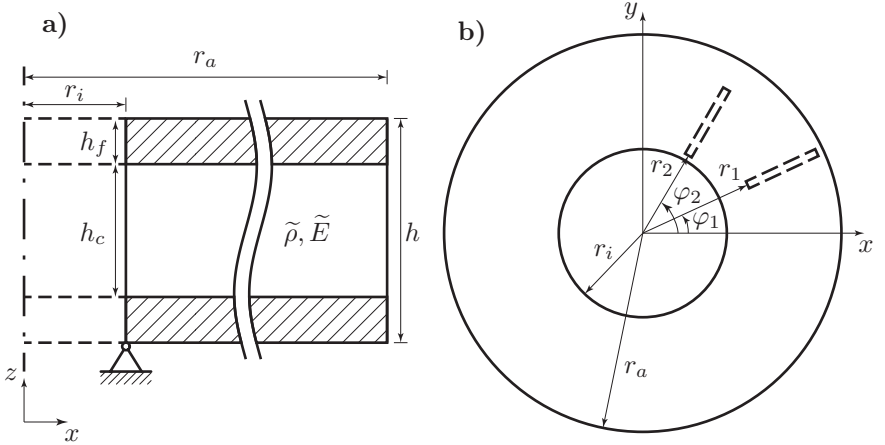 a)
r_a
r_i
h_f
h_c
ρ̃, Ẽ
h
z
x
b)
y
r_2
r_1
φ_2
φ_1
x
r_i
r_a